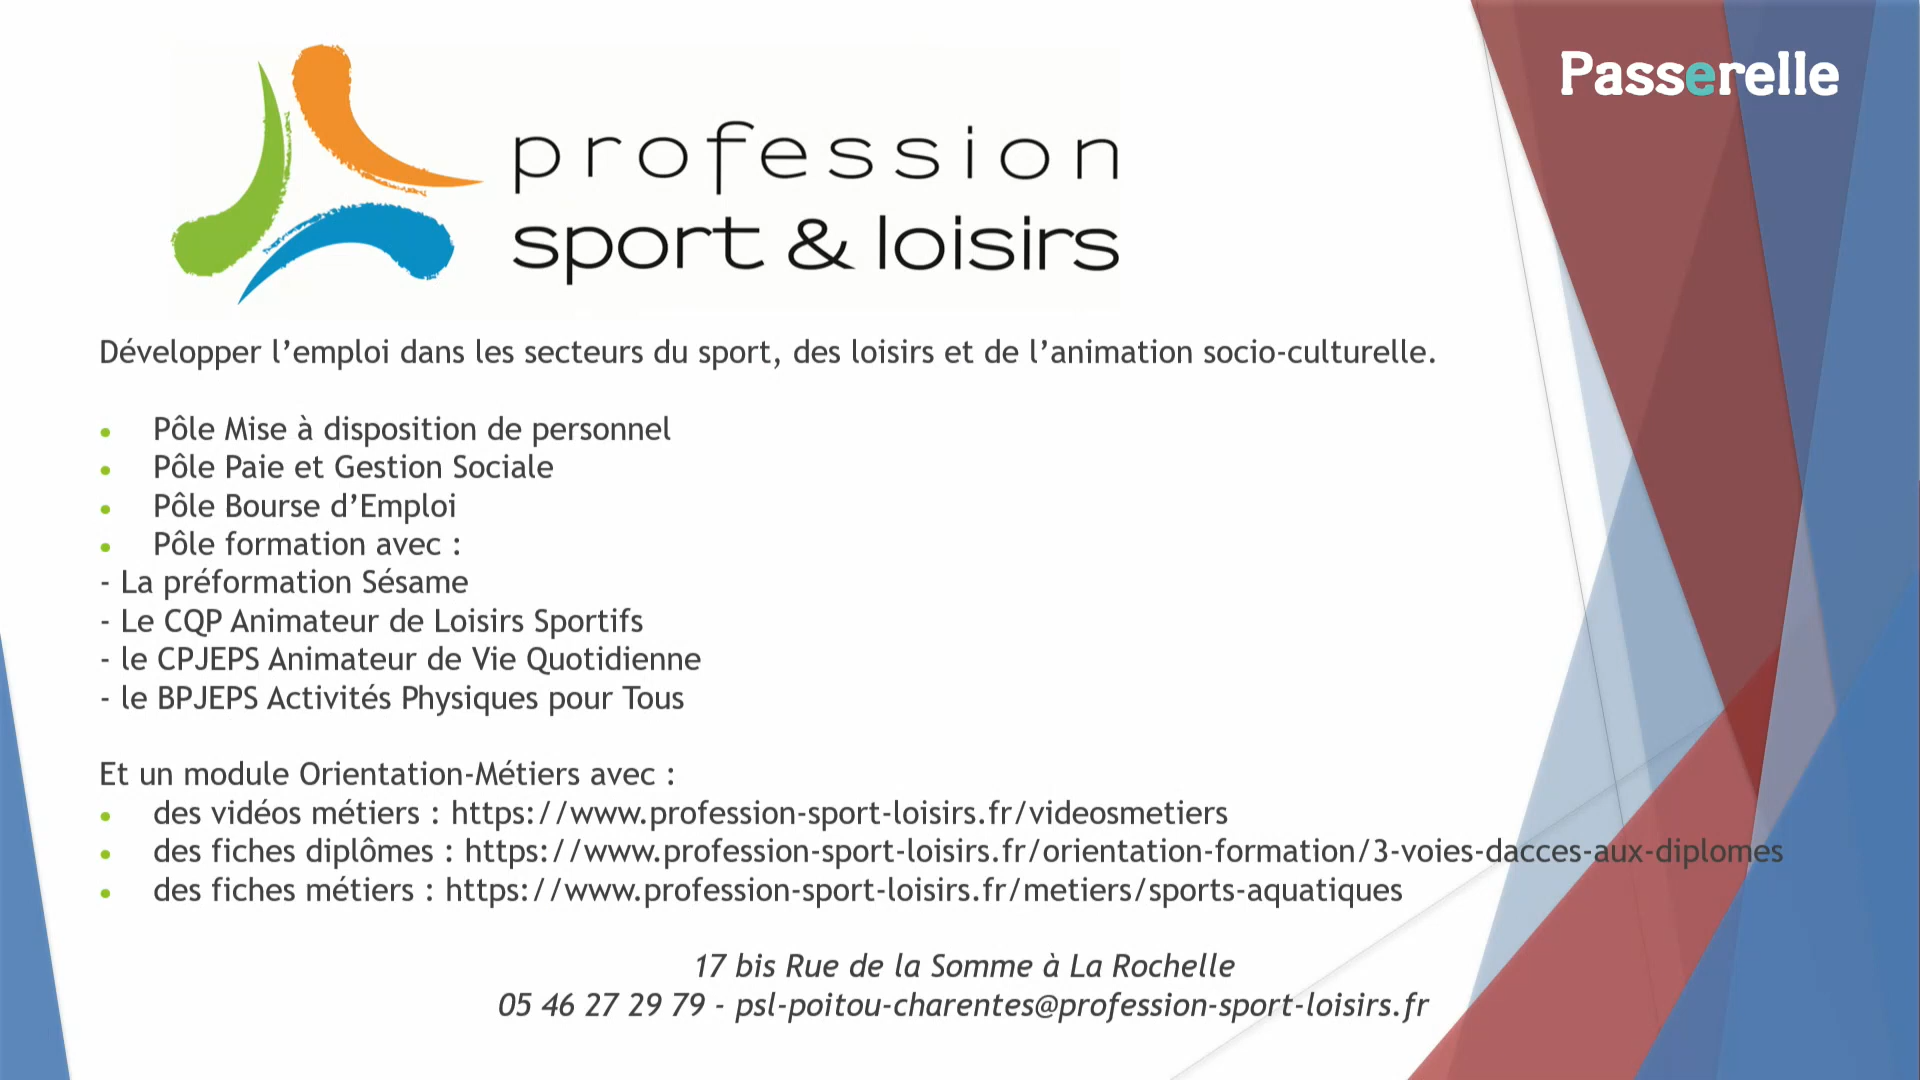 Passerelle
profession
sport & loisirs
Développer l’emploi dans les secteurs du sport, des loisirs et de l’animation socio-culturelle.
• Pôle Mise à disposition de personnel
• Pôle Paie et Gestion Sociale
• Pôle Bourse d’Emploi
• Pôle formation avec :
- La préformation Sésame
- Le CQP Animateur de Loisirs Sportifs
- le CPJEPS Animateur de Vie Quotidienne
- le BPJEPS Activités Physiques pour Tous
Et un module Orientation-Métiers avec :
• des vidéos métiers : https://www.profession-sport-loisirs.fr/videosmetiers
• des fiches diplômes : https://www.profession-sport-loisirs.fr/orientation-formation/3-voies-dacces-aux-diplomes
• des fiches métiers : https://www.profession-sport-loisirs.fr/metiers/sports-aquatiques
17 bis Rue de la Somme à La Rochelle
05 46 27 29 79 - psl-poitou-charentes@profession-sport-loisirs.fr